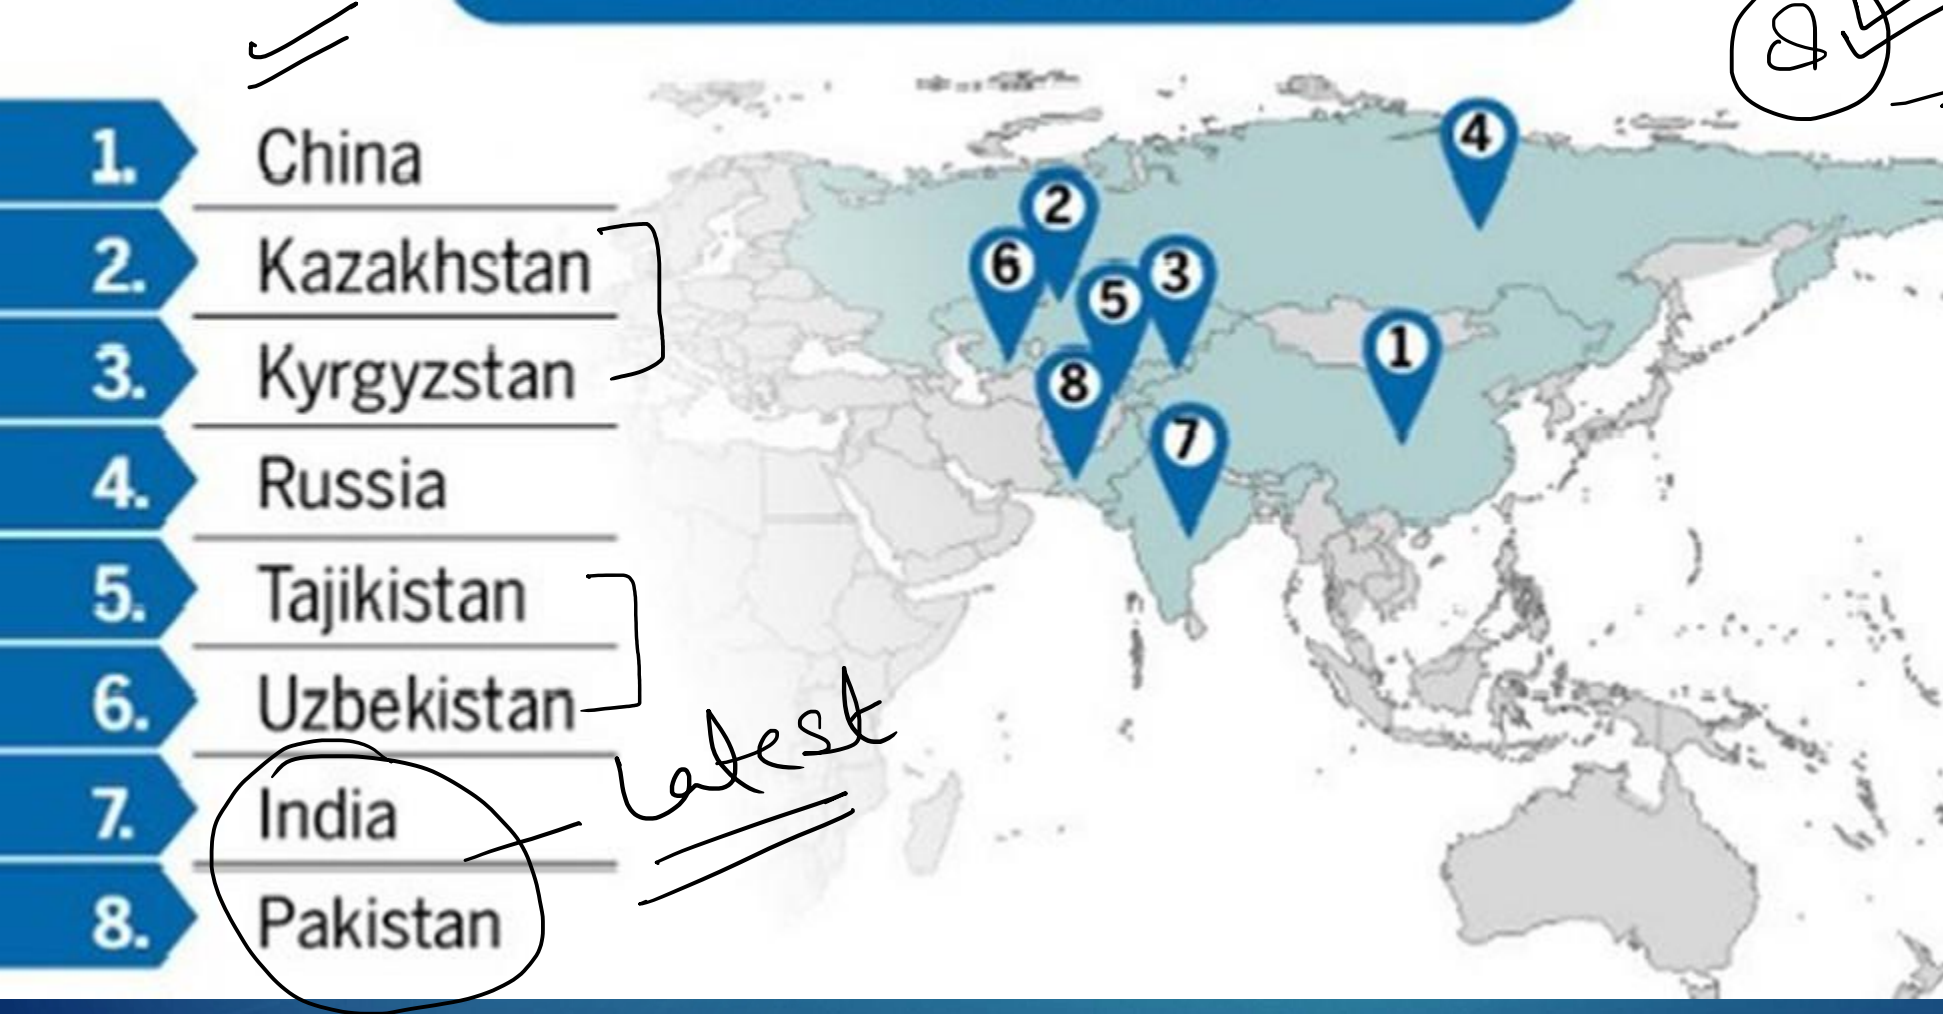 1. China
2. Kazakhstan
3. Kyrgyzstan
4. Russia
5. Tajikistan
6. Uzbekistan
7. India
8. Pakistan
Latest
4
2
6
3
5
1
8
7